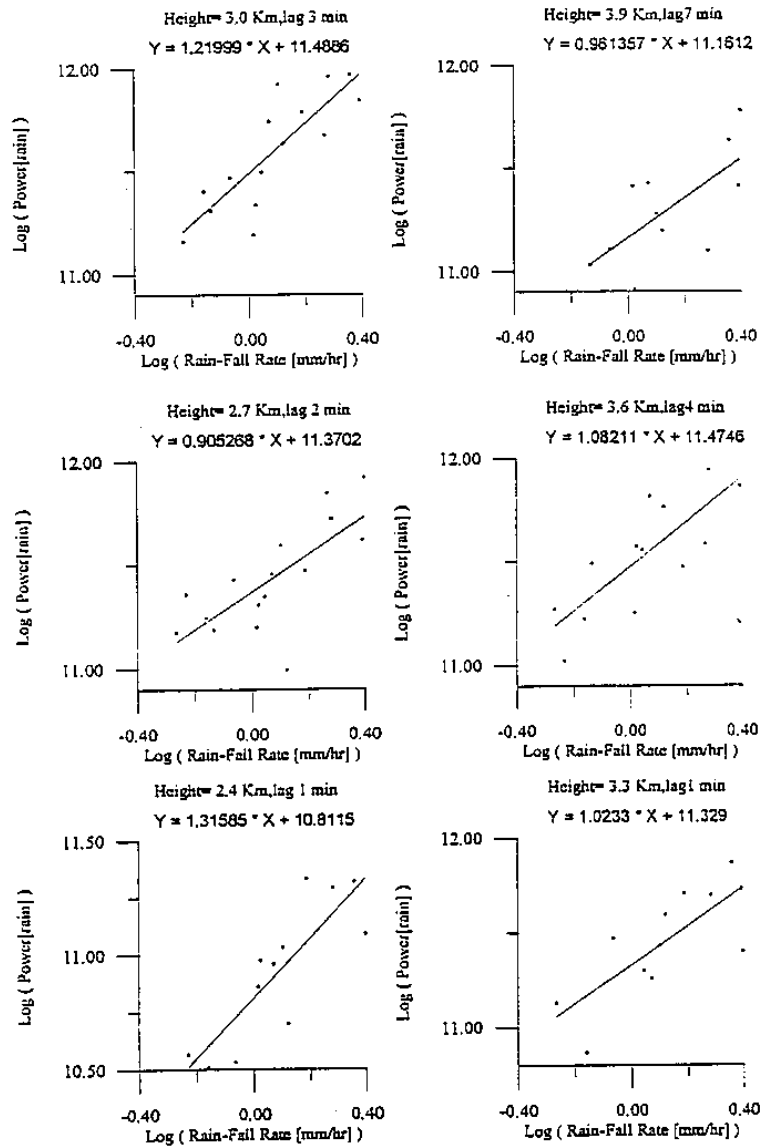 Height= 3.0 Km,lag 3 min
Y = 1.21999 * X + 11.4886
12.00
11.00
Log ( Power[rain] )
-0.40
0.00
0.40
Log ( Rain-Fall Rate [mm/hr] )
Height= 3.9 Km,lag7 min
Y = 0.961357 * X + 11.1612
12.00
11.00
Log ( Power[rain] )
-0.40
0.00
0.40
Log ( Rain-Fall Rate [mm/hr] )
Height= 2.7 Km,lag 2 min
Y = 0.905268 * X + 11.3702
12.00
11.00
Log ( Power[rain] )
-0.40
0.00
0.40
Log ( Rain-Fall Rate [mm/hr] )
Height= 3.6 Km,lag4 min
Y = 1.08211 * X + 11.4746
12.00
11.00
Log ( Power[rain] )
-0.40
0.00
0.40
Log ( Rain-Fall Rate [mm/hr] )
Height= 2.4 Km,lag 1 min
Y = 1.31585 * X + 10.8115
11.50
11.00
10.50
Log ( Power[rain] )
-0.40
0.00
0.40
Log ( Rain-Fall Rate [mm/hr] )
Height= 3.3 Km,lag1 min
Y = 1.0233 * X + 11.329
12.00
11.00
Log ( Power[rain] )
-0.40
0.00
0.40
Log ( Rain-Fall Rate [mm/hr] )